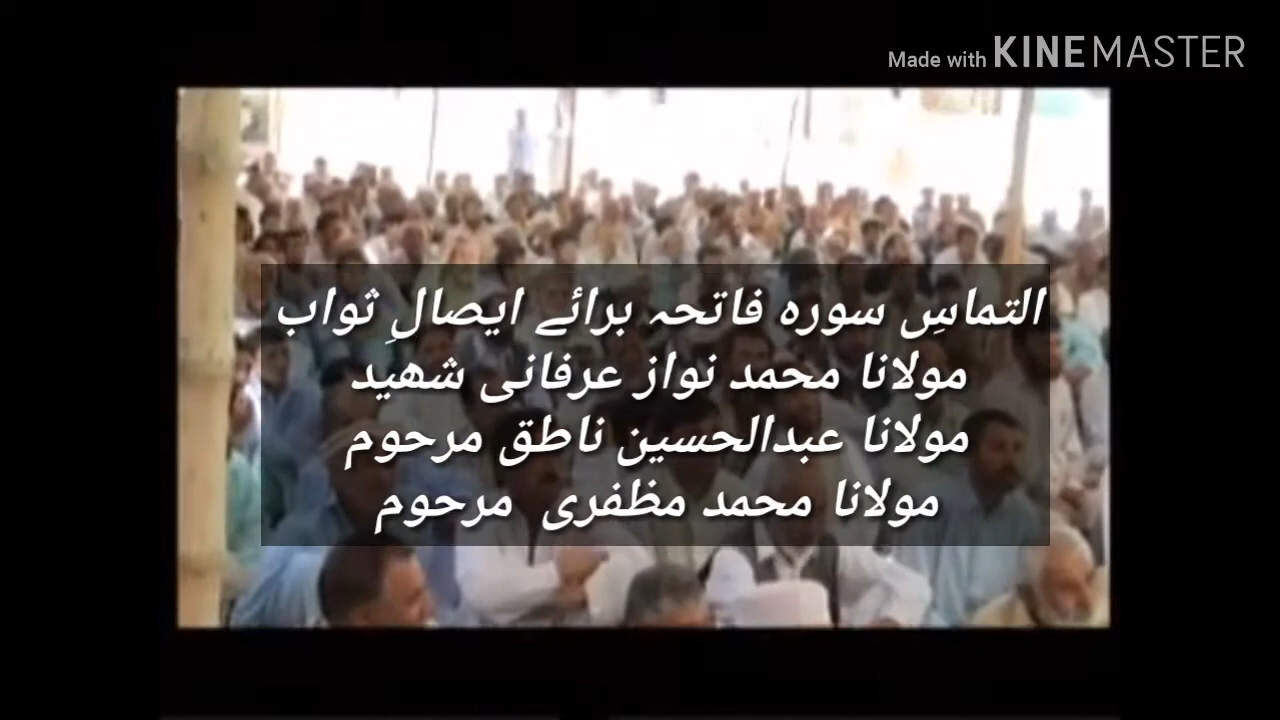 Made with KINEMASTER
التماسِ سورہ فاتحہ برائے ایصالِ ثواب
مولانا محمد نواز عرفانی شھید
مولانا عبدالحسین ناطق مرحوم
مولانا محمد مظفری مرحوم